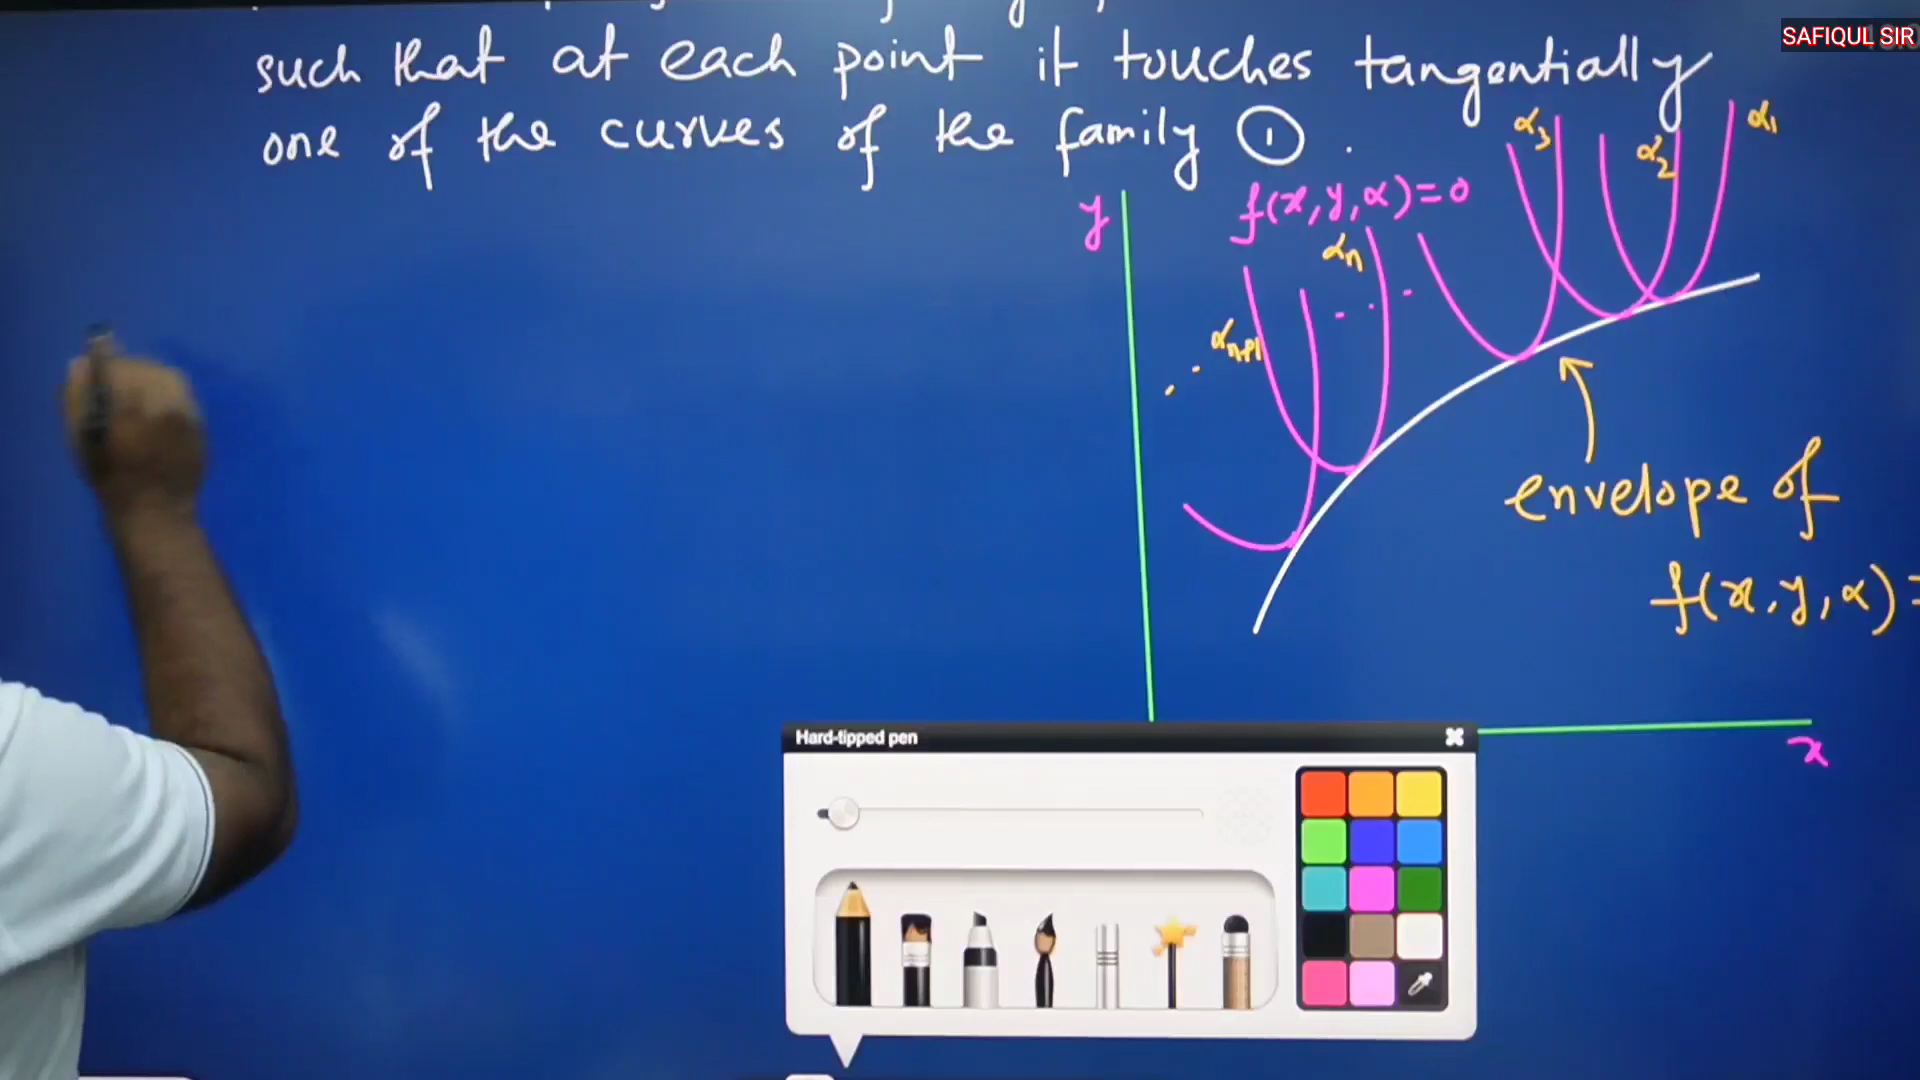 SAFIQUL SIR
such that at each point it touches tangentially
one of the curves of the family ①.
y
f(x,y,α)=0
α₃
α₂
α₁
αₙ
αₙ₊₁
envelope of
f(x,y,α)=
x
Hard-tipped pen